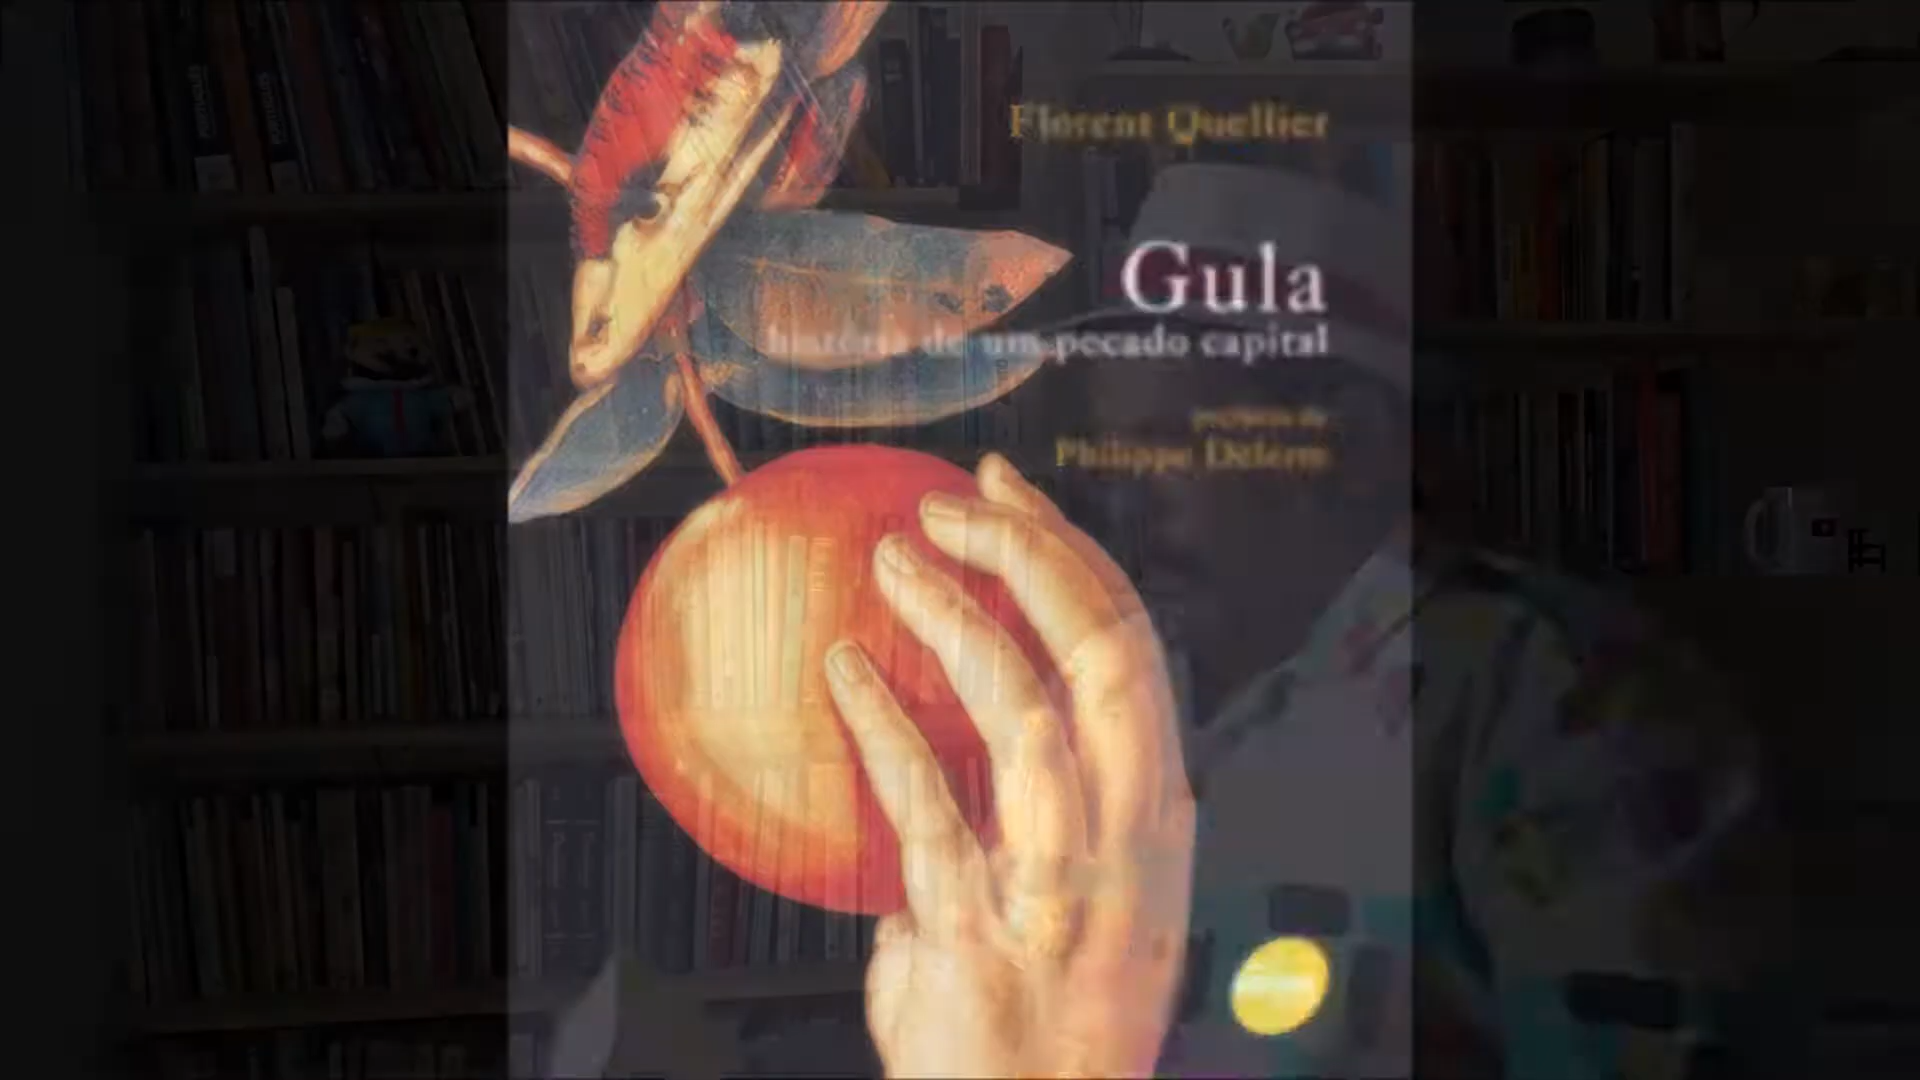 Florent Quellier
Gula
história de um pecado capital
Philippe Delerm